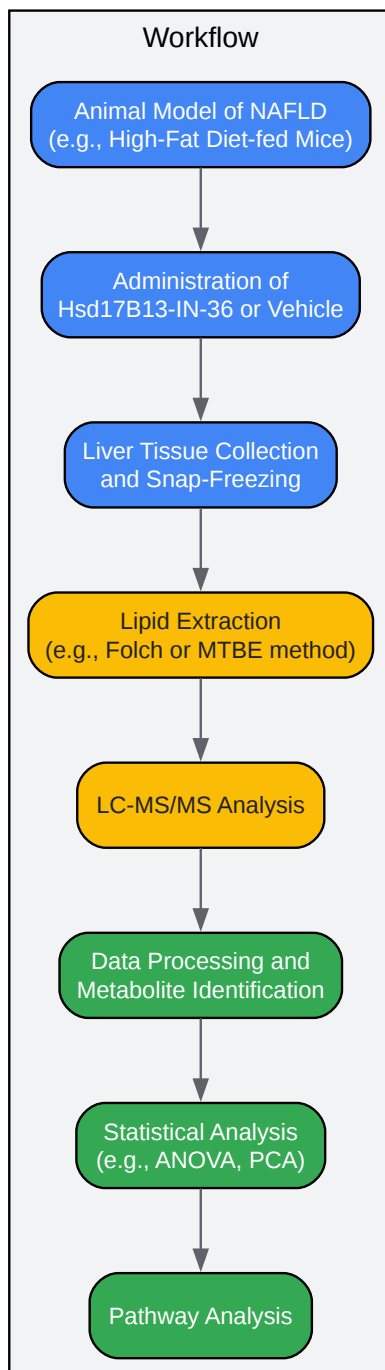 Workflow
Animal Model of NAFLD
(e.g., High-Fat Diet-fed Mice)
Administration of
Hsd17B13-IN-36 or Vehicle
Liver Tissue Collection
and Snap-Freezing
Lipid Extraction
(e.g., Folch or MTBE method)
LC-MS/MS Analysis
Data Processing and
Metabolite Identification
Statistical Analysis
(e.g., ANOVA, PCA)
Pathway Analysis